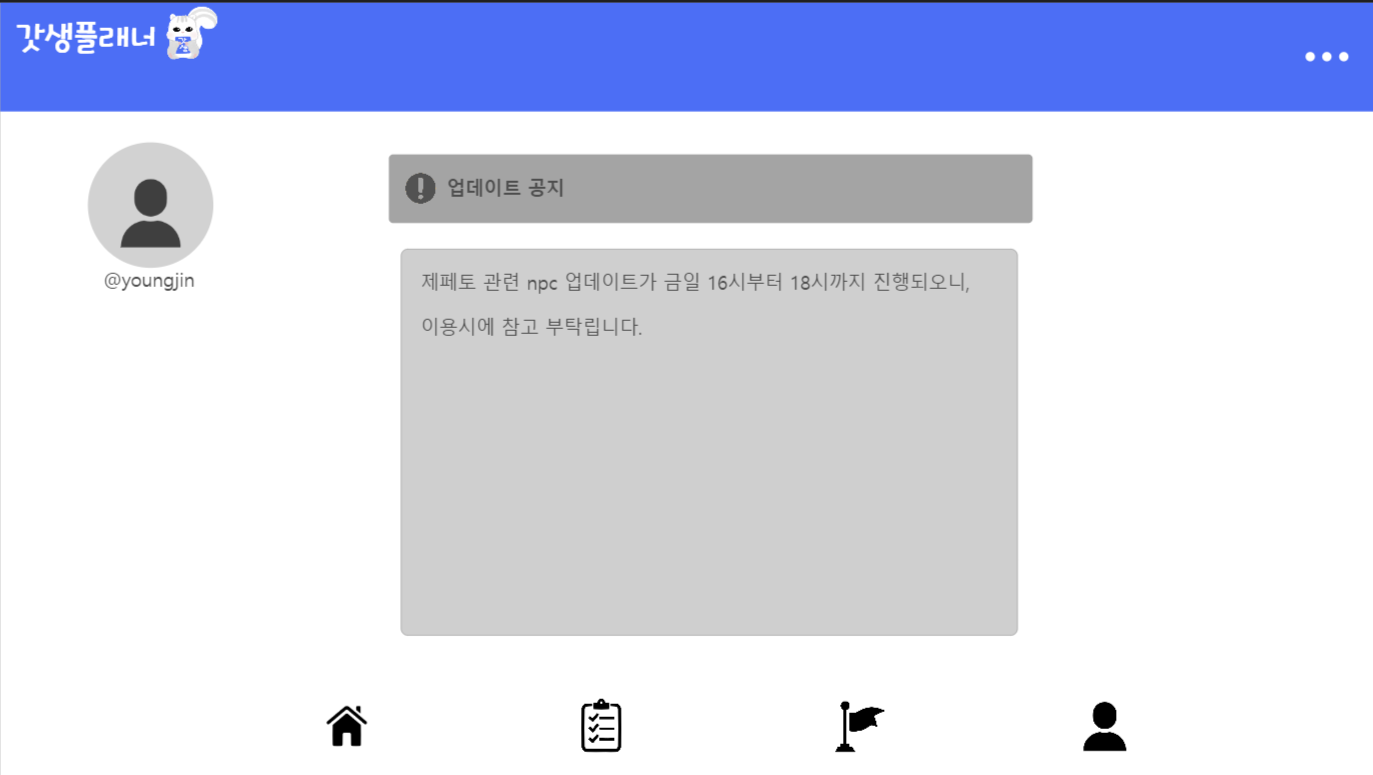 갓생플래너
업데이트 공지
@youngjin
제페토 관련 npc 업데이트가 금일 16시부터 18시까지 진행되오니,
이용시에 참고 부탁립니다.